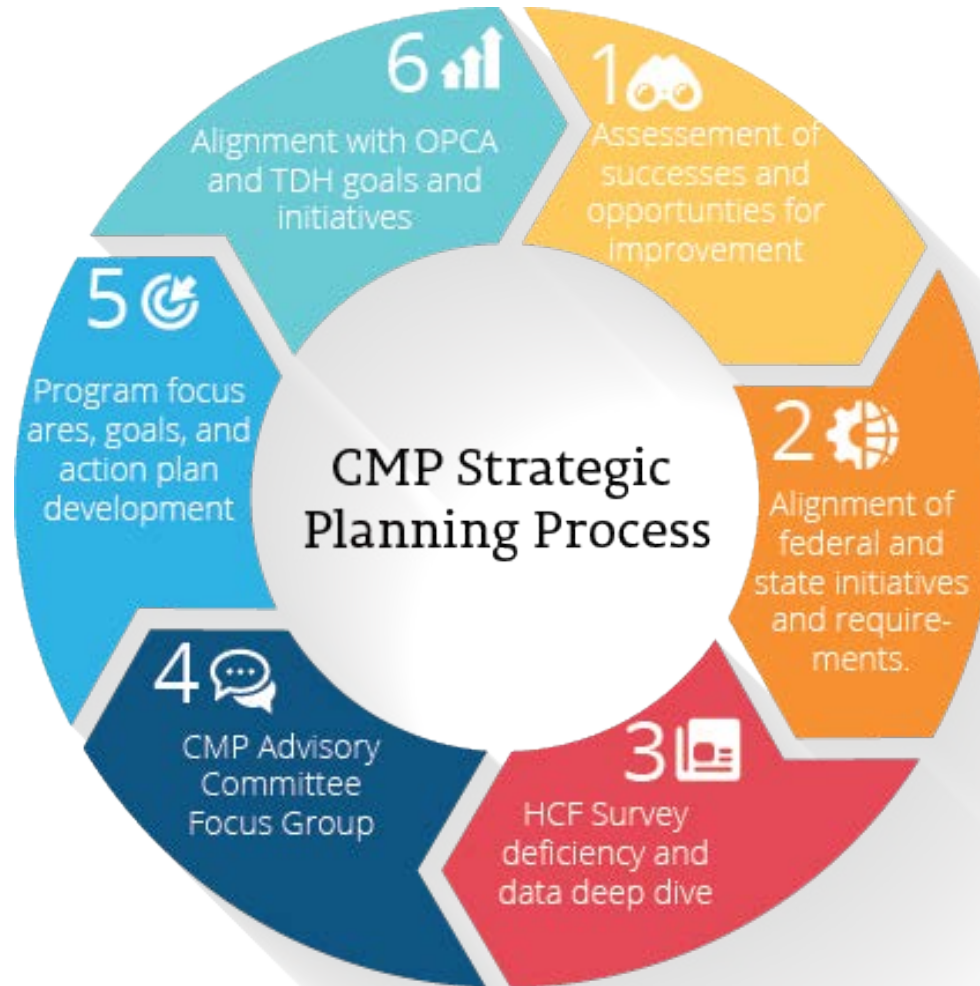 CMP Strategic
Planning Process
1
Assessement of
successes and
opportunties for
improvement
2
Alignment of
federal and
state initiatives
and require-
ments.
3
HCF Survey
deficiency and
data deep dive
4
CMP Advisory
Committee
Focus Group
5
Program focus
ares, goals, and
action plan
development
6
Alignment with OPCA
and TDH goals and
initiatives